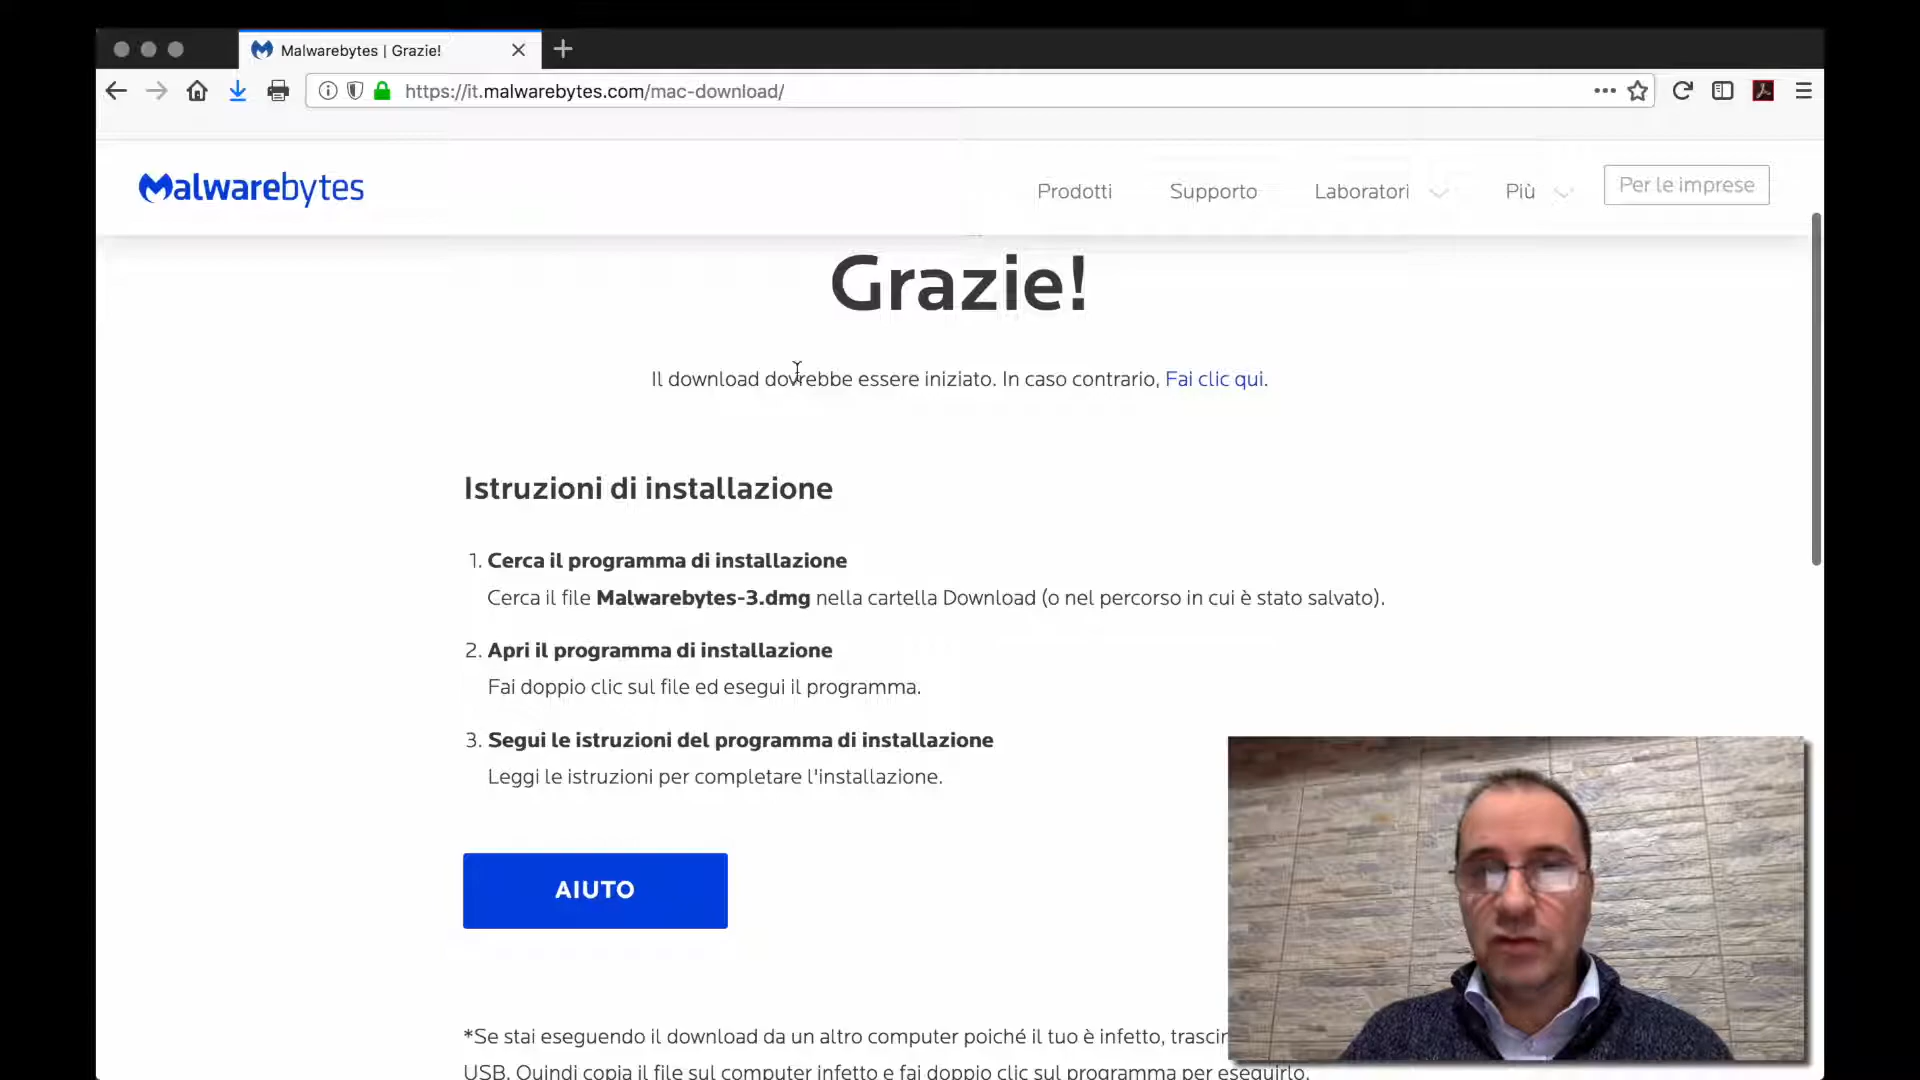 Malwarebytes | Grazie!
https://it.malwarebytes.com/mac-download/
Malwarebytes
Prodotti
Supporto
Laboratori
Più
Per le imprese
Grazie!
Il download dovrebbe essere iniziato. In caso contrario, Fai clic qui.
Istruzioni di installazione
1. Cerca il programma di installazione
Cerca il file Malwarebytes-3.dmg nella cartella Download (o nel percorso in cui è stato salvato).
2. Apri il programma di installazione
Fai doppio clic sul file ed esegui il programma.
3. Segui le istruzioni del programma di installazione
Leggi le istruzioni per completare l'installazione.
AIUTO
*Se stai eseguendo il download da un altro computer poiché il tuo è infetto,
USB. Quindi copia il file sul computer infetto e fai doppio clic sul programma per eseguirlo.